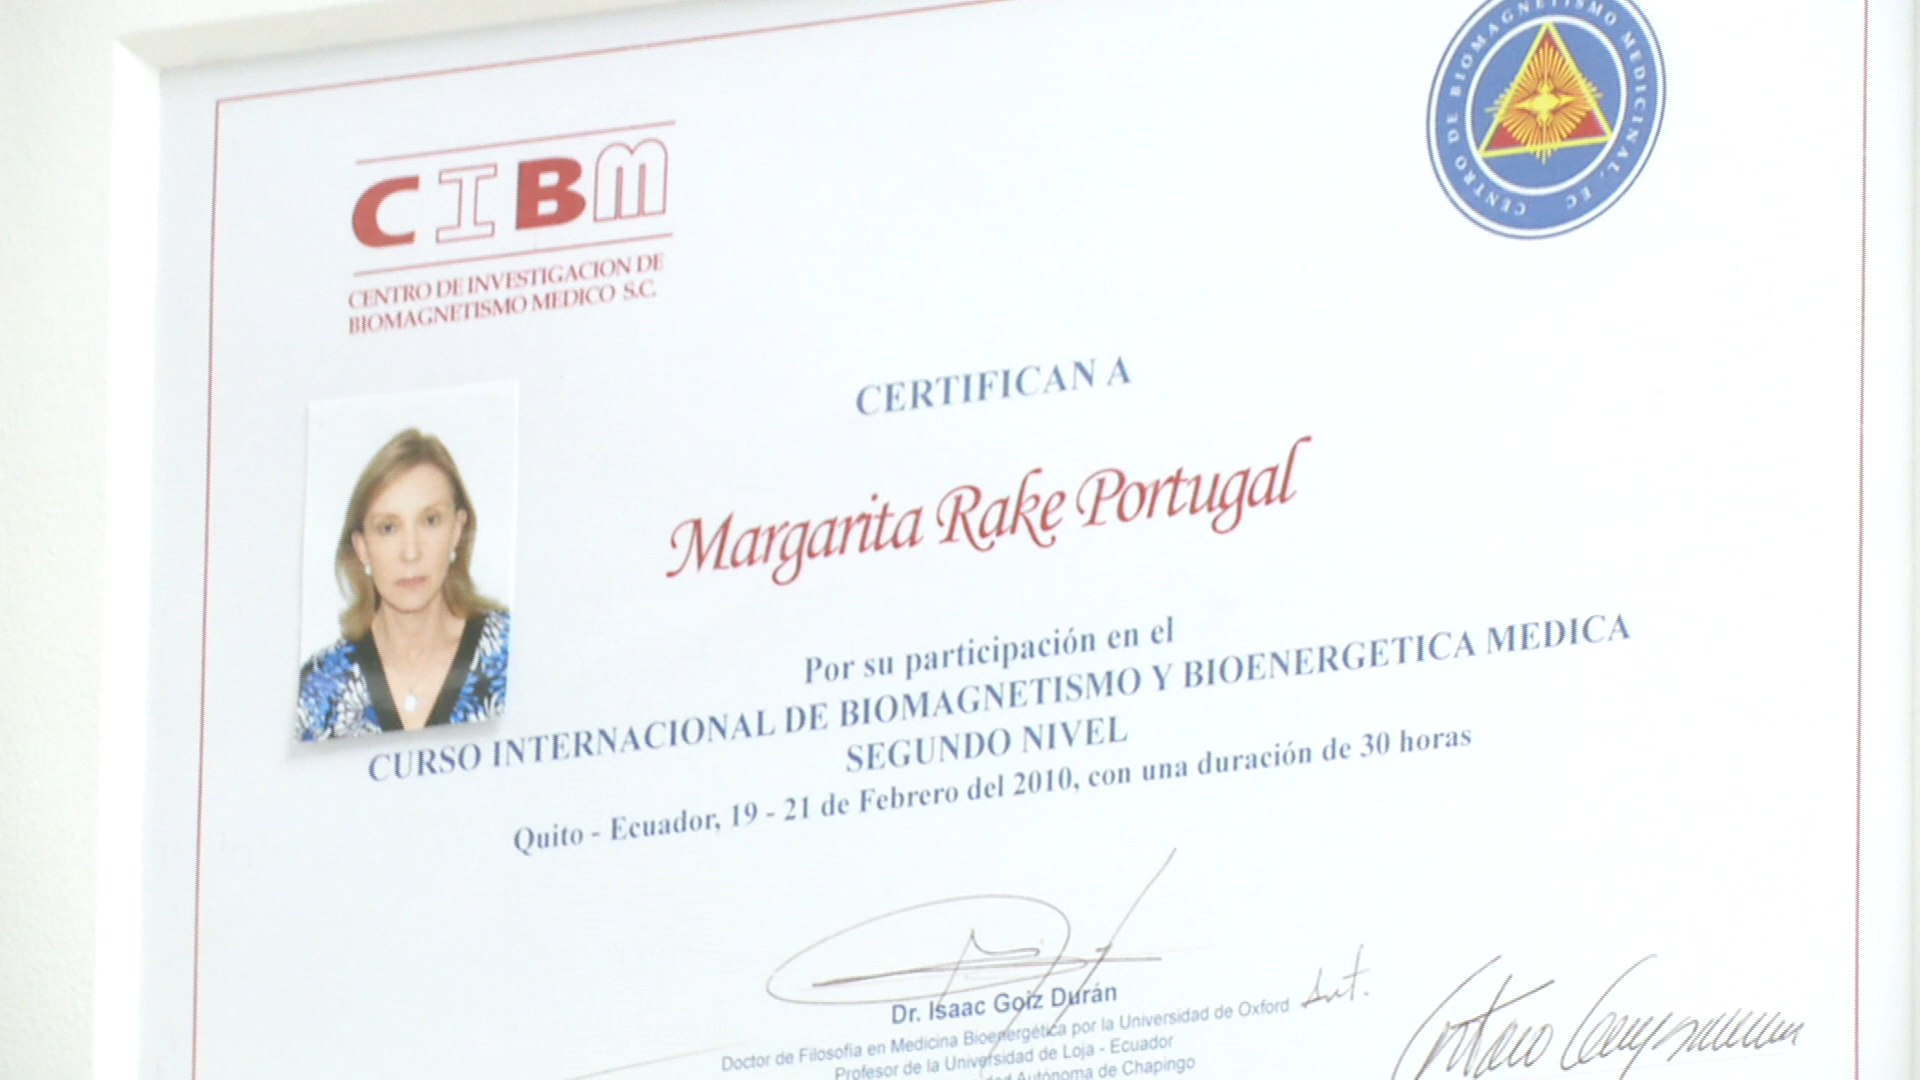 CIBM
CENTRO DE INVESTIGACION DE
BIOMAGNETISMO MEDICO S.C.
CENTRO DE BIOMAGNETISMO MEDICINAL, EC
CERTIFICAN A
Margarita Rake Portugal
Por su participación en el
CURSO INTERNACIONAL DE BIOMAGNETISMO Y BIOENERGETICA MEDICA
SEGUNDO NIVEL
Quito - Ecuador, 19 - 21 de Febrero del 2010, con una duración de 30 horas
Dr. Isaac Goiz Durán
Doctor de Filosofía en Medicina Bioenergética por la Universidad de Oxford
Profesor de la Universidad de Loja - Ecuador
Autónoma de Chapingo